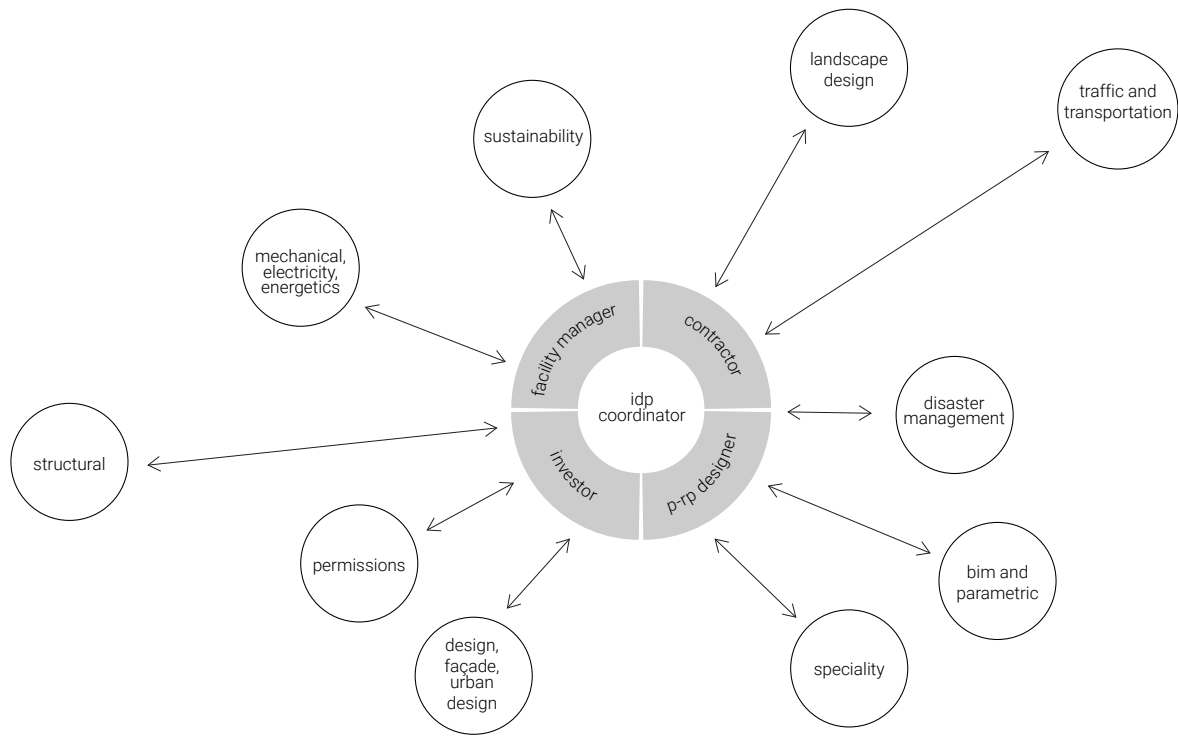 landscape
design
traffic and
transportation
sustainability
mechanical,
electricity,
energetics
facility manager
contractor
idp
coordinator
disaster
management
structural
investor
p-rp designer
permissions
bim and
parametric
design,
façade,
urban
design
speciality